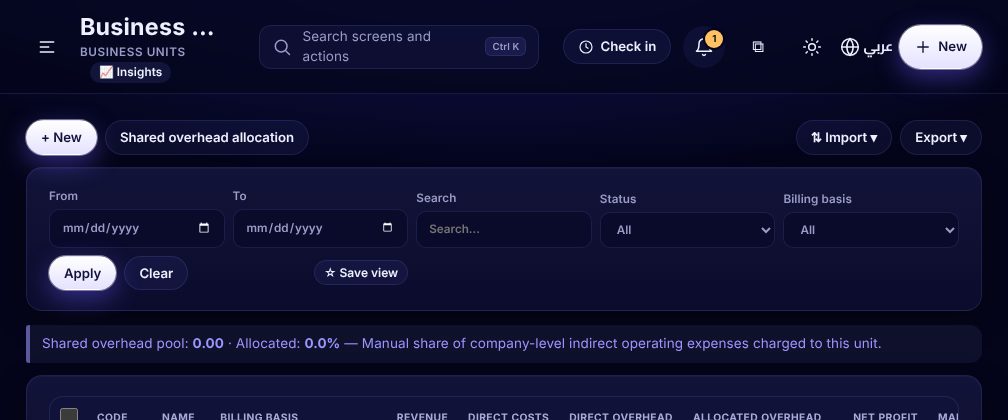 Business ...
BUSINESS UNITS
📈 Insights
Search screens and
actions
Ctrl K
Check in
1
عربي
+ New
+ New
Shared overhead allocation
⇅ Import ▾
Export ▾
From
To
Search
Status
Billing basis
mm/dd/yyyy
mm/dd/yyyy
Search...
All
All
Apply
Clear
☆ Save view
Shared overhead pool: 0.00 · Allocated: 0.0% — Manual share of company-level indirect operating expenses charged to this unit.
CODE NAME BILLING BASIS REVENUE DIRECT COSTS DIRECT OVERHEAD ALLOCATED OVERHEAD NET PROFIT